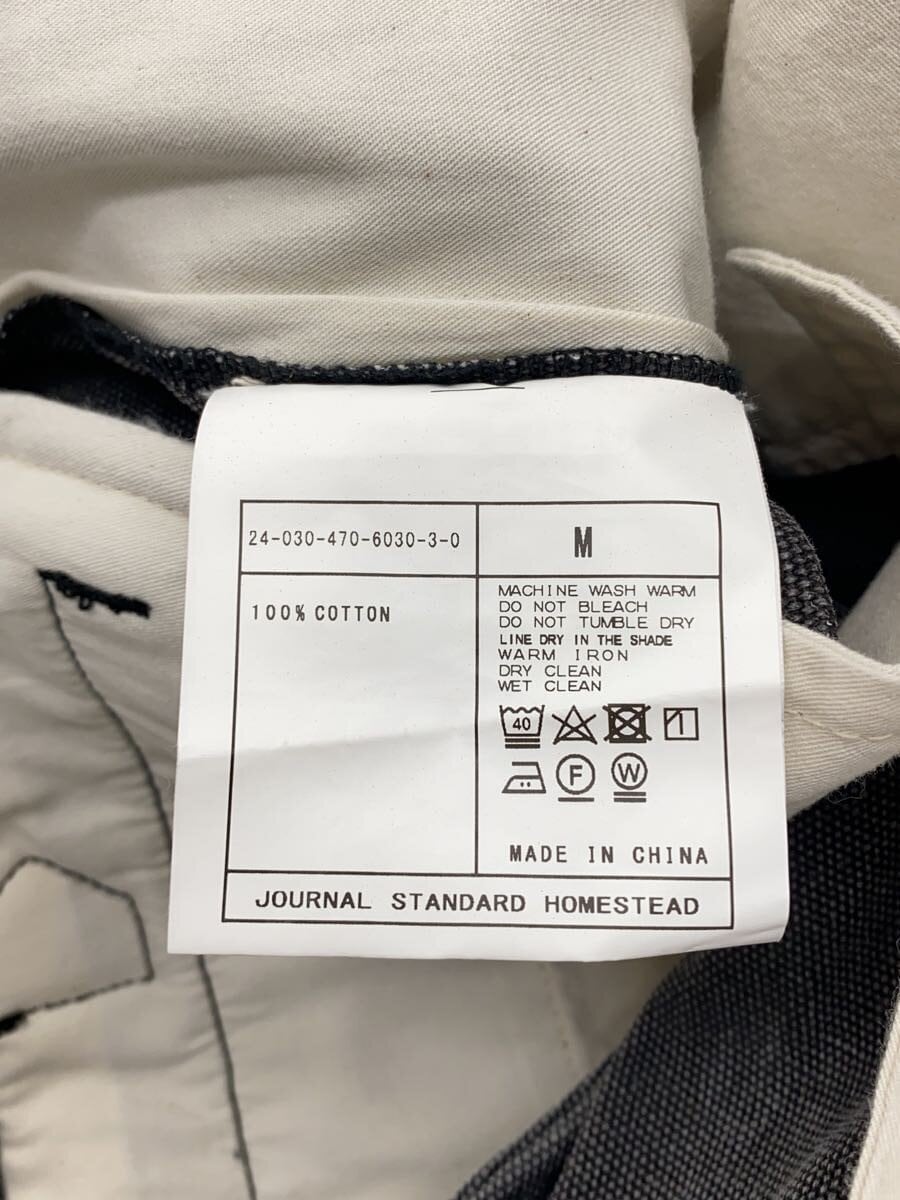 24-030-470-6030-3-0
M
100% COTTON
MACHINE WASH WARM
DO NOT BLEACH
DO NOT TUMBLE DRY
LINE DRY IN THE SHADE
WARM IRON
DRY CLEAN
WET CLEAN
40
F W
MADE IN CHINA
JOURNAL STANDARD HOMESTEAD